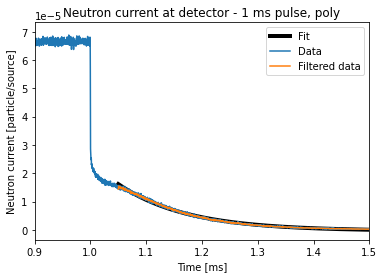 Neutron current at detector - 1 ms pulse, poly
1e−5
Fit
Data
Filtered data
Neutron current [particle/source]
7
6
5
4
3
2
1
0
0.9 1.0 1.1 1.2 1.3 1.4 1.5
Time [ms]